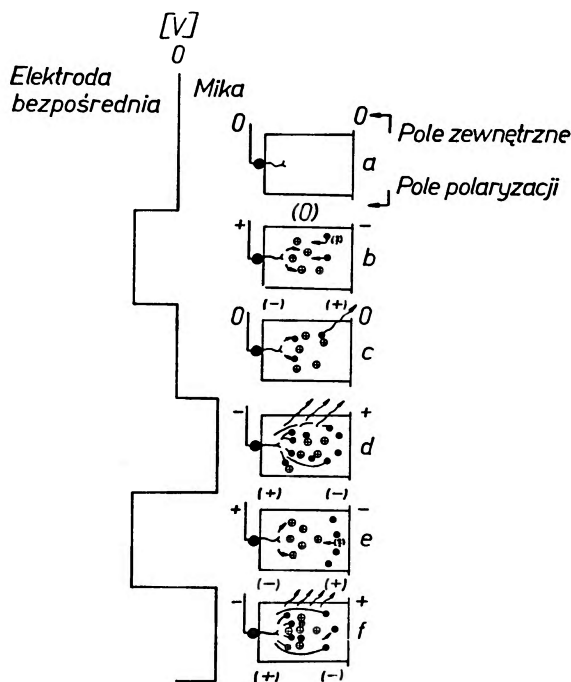 [V]
0
Elektroda
bezpośrednia
Mika
0 0
Pole zewnętrzne
a
Pole polaryzacji
(0)
+ -
b
(-) (+)
0 0
c
- +
d
(+) (-)
+ -
e
(-) (+)
- +
f
(+) (-)